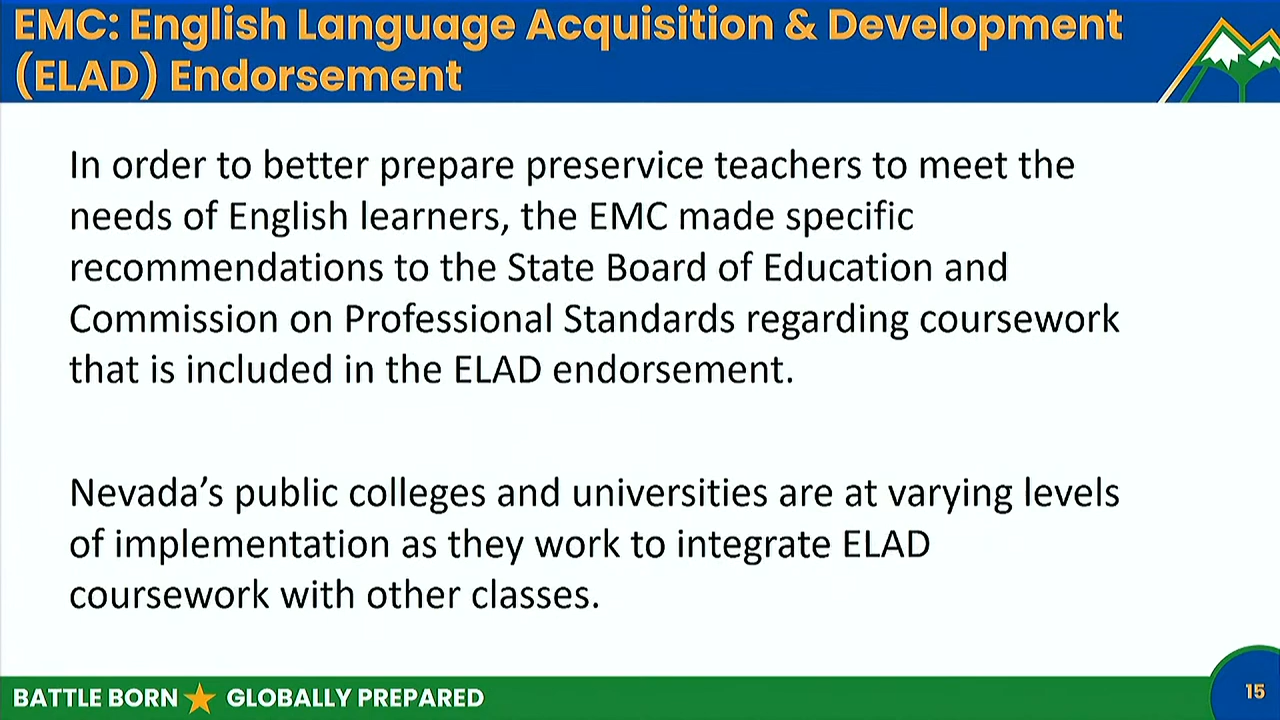 EMC: English Language Acquisition & Development
(ELAD) Endorsement
In order to better prepare preservice teachers to meet the
needs of English learners, the EMC made specific
recommendations to the State Board of Education and
Commission on Professional Standards regarding coursework
that is included in the ELAD endorsement.
Nevada’s public colleges and universities are at varying levels
of implementation as they work to integrate ELAD
coursework with other classes.
BATTLE BORN GLOBALLY PREPARED
15